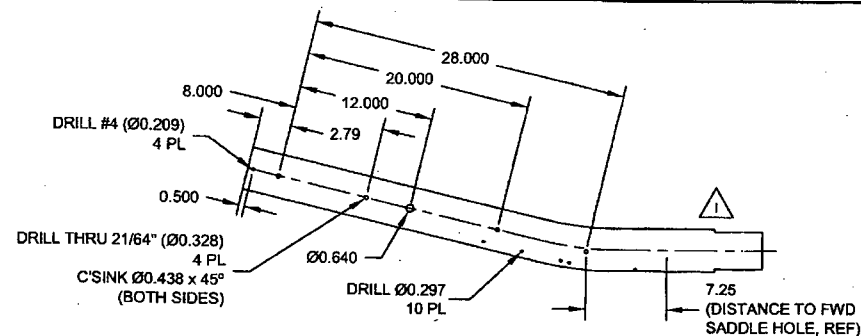 28.000
20.000
8.000
12.000
DRILL #4 (Ø0.209)
4 PL
2.79
0.500
DRILL THRU 21/64" (Ø0.328)
4 PL
C'SINK Ø0.438 x 45º
(BOTH SIDES)
Ø0.640
DRILL Ø0.297
10 PL
1
7.25
(DISTANCE TO FWD
SADDLE HOLE, REF)